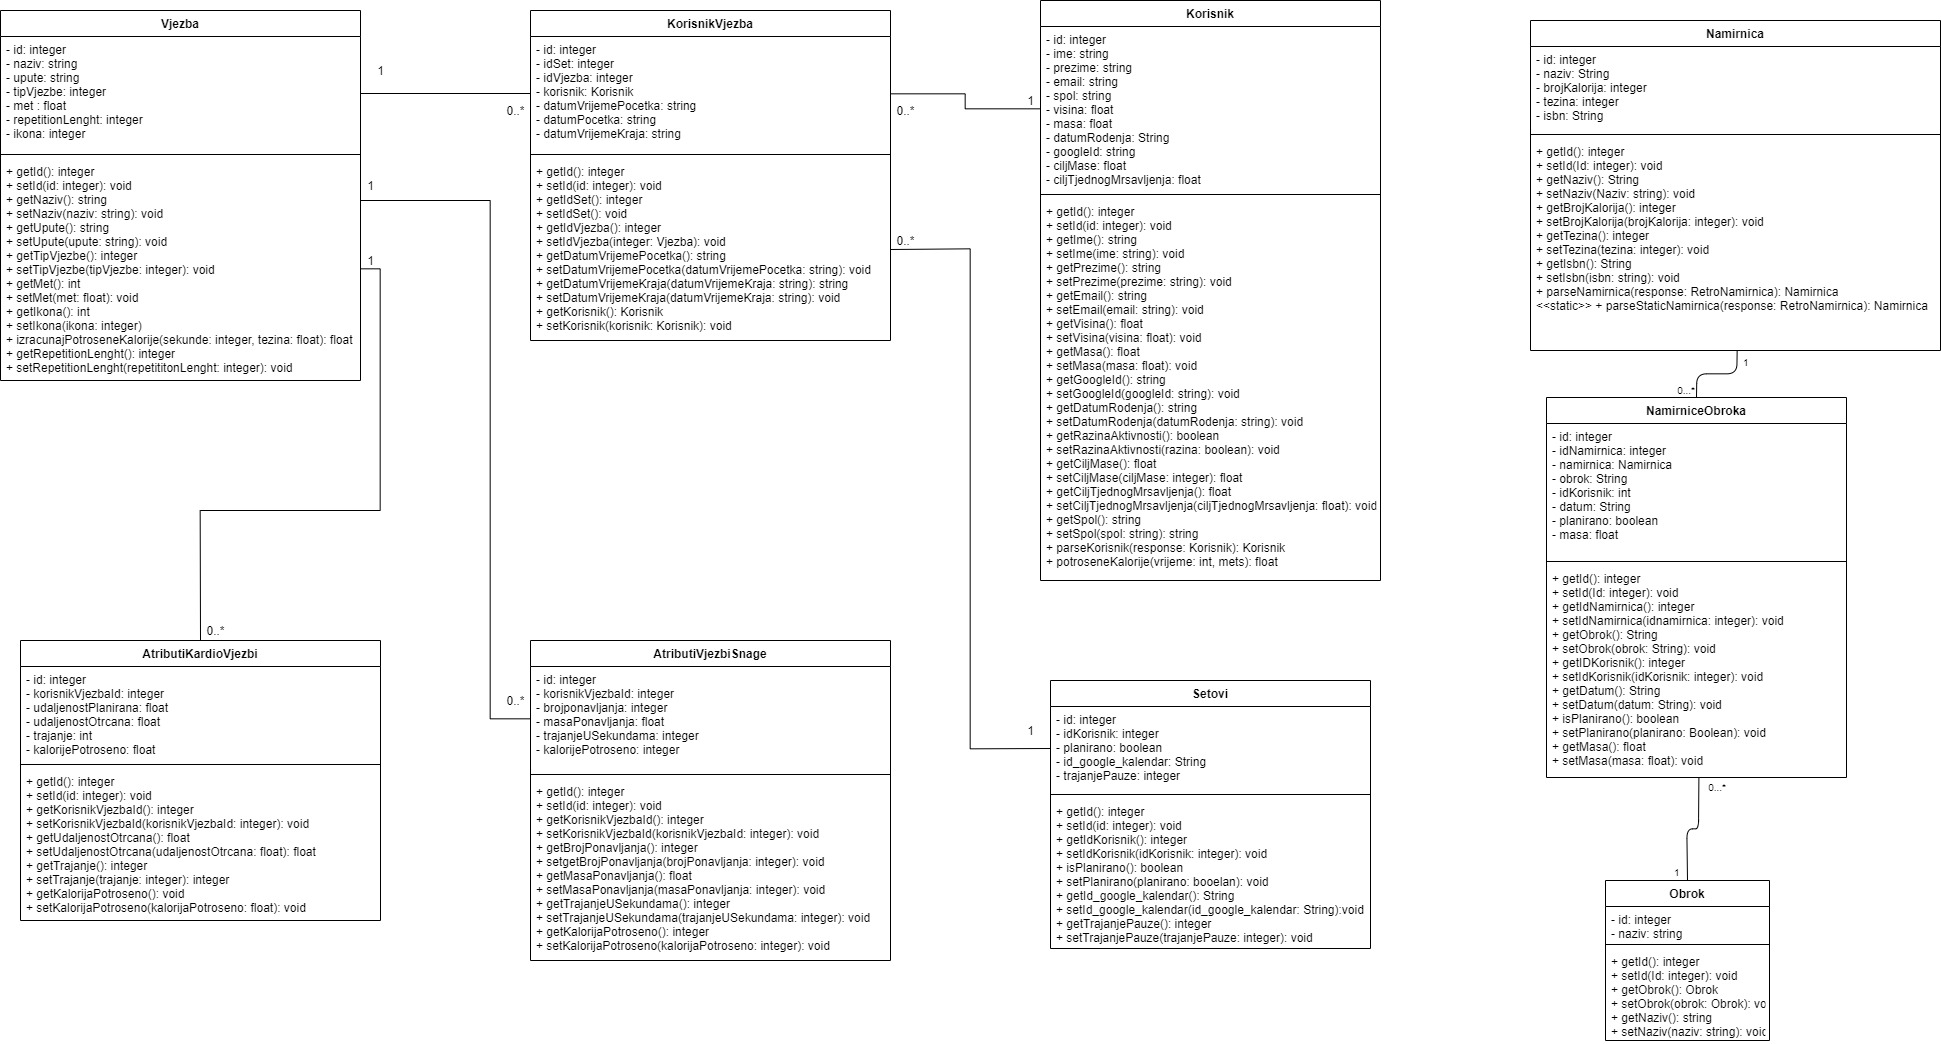 Vjezba
- id: integer
- naziv: string
- upute: string
- tipVjezbe: integer
- met : float
- repetitionLenght: integer
- ikona: integer
+ getId(): integer
+ setId(id: integer): void
+ getNaziv(): string
+ setNaziv(naziv: string): void
+ getUpute(): string
+ setUpute(upute: string): void
+ getTipVjezbe(): integer
+ setTipVjezbe(tipVjezbe: integer): void
+ getMet(): int
+ setMet(met: float): void
+ getIkona(): int
+ setIkona(ikona: integer)
+ izracunajPotroseneKalorije(sekunde: integer, tezina: float): float
+ getRepetitionLenght(): integer
+ setRepetitionLenght(repetititonLenght: integer): void
1
0..*
1
1
KorisnikVjezba
- id: integer
- idSet: integer
- idVjezba: integer
- korisnik: Korisnik
- datumVrijemePocetka: string
- datumPocetka: string
- datumVrijemeKraja: string
+ getId(): integer
+ setId(id: integer): void
+ getIdSet(): integer
+ setIdSet(): void
+ getIdVjezba(): integer
+ setIdVjezba(integer: Vjezba): void
+ getDatumVrijemePocetka(): string
+ setDatumVrijemePocetka(datumVrijemePocetka: string): void
+ getDatumVrijemeKraja(datumVrijemeKraja: string): string
+ setDatumVrijemeKraja(datumVrijemeKraja: string): void
+ getKorisnik(): Korisnik
+ setKorisnik(korisnik: Korisnik): void
0..*
1
0..*
Korisnik
- id: integer
- ime: string
- prezime: string
- email: string
- spol: string
- visina: float
- masa: float
- datumRodenja: String
- googleId: string
- ciljMase: float
- ciljTjednogMrsavljenja: float
+ getId(): integer
+ setId(id: integer): void
+ getIme(): string
+ setIme(ime: string): void
+ getPrezime(): string
+ setPrezime(prezime: string): void
+ getEmail(): string
+ setEmail(email: string): void
+ getVisina(): float
+ setVisina(visina: float): void
+ getMasa(): float
+ setMasa(masa: float): void
+ getGoogleId(): string
+ setGoogleId(googleId: string): void
+ getDatumRodenja(): string
+ setDatumRodenja(datumRodenja: string): void
+ getRazinaAktivnosti(): boolean
+ setRazinaAktivnosti(razina: boolean): void
+ getCiljMase(): float
+ setCiljMase(ciljMase: integer): float
+ getCiljTjednogMrsavljenja(): float
+ setCiljTjednogMrsavljenja(ciljTjednogMrsavljenja: float): void
+ getSpol(): string
+ setSpol(spol: string): string
+ parseKorisnik(response: Korisnik): Korisnik
+ potroseneKalorije(vrijeme: int, mets): float
Namirnica
- id: integer
- naziv: String
- brojKalorija: integer
- tezina: integer
- isbn: String
+ getId(): integer
+ setId(Id: integer): void
+ getNaziv(): String
+ setNaziv(Naziv: string): void
+ getBrojKalorija(): integer
+ setBrojKalorija(brojKalorija: integer): void
+ getTezina(): integer
+ setTezina(tezina: integer): void
+ getIsbn(): String
+ setIsbn(isbn: string): void
+ parseNamirnica(response: RetroNamirnica): Namirnica
<<static>> + parseStaticNamirnica(response: RetroNamirnica): Namirnica
1
0...*
NamirniceObroka
- id: integer
- idNamirnica: integer
- namirnica: Namirnica
- obrok: String
- idKorisnik: int
- datum: String
- planirano: boolean
- masa: float
+ getId(): integer
+ setId(Id: integer): void
+ getIdNamirnica(): integer
+ setIdNamirnica(idnamirnica: integer): void
+ getObrok(): String
+ setObrok(obrok: String): void
+ getIDKorisnik(): integer
+ setIdKorisnik(idKorisnik: integer): void
+ getDatum(): String
+ setDatum(datum: String): void
+ isPlanirano(): boolean
+ setPlanirano(planirano: Boolean): void
+ getMasa(): float
+ setMasa(masa: float): void
0...*
1
0..*
AtributiKardioVjezbi
- id: integer
- korisnikVjezbaId: integer
- udaljenostPlanirana: float
- udaljenostOtrcana: float
- trajanje: int
- kalorijePotroseno: float
+ getId(): integer
+ setId(id: integer): void
+ getKorisnikVjezbaId(): integer
+ setKorisnikVjezbaId(korisnikVjezbaId: integer): void
+ getUdaljenostOtrcana(): float
+ setUdaljenostOtrcana(udaljenostOtrcana: float): float
+ getTrajanje(): integer
+ setTrajanje(trajanje: integer): integer
+ getKalorijaPotroseno(): void
+ setKalorijaPotroseno(kalorijaPotroseno: float): void
0..*
AtributiVjezbiSnage
- id: integer
- korisnikVjezbaId: integer
- brojponavljanja: integer
- masaPonavljanja: float
- trajanjeUSekundama: integer
- kalorijePotroseno: integer
+ getId(): integer
+ setId(id: integer): void
+ getKorisnikVjezbaId(): integer
+ setKorisnikVjezbaId(korisnikVjezbaId: integer): void
+ getBrojPonavljanja(): integer
+ setgetBrojPonavljanja(brojPonavljanja: integer): void
+ getMasaPonavljanja(): float
+ setMasaPonavljanja(masaPonavljanja: integer): void
+ getTrajanjeUSekundama(): integer
+ setTrajanjeUSekundama(trajanjeUSekundama: integer): void
+ getKalorijaPotroseno(): integer
+ setKalorijaPotroseno(kalorijaPotroseno: integer): void
1
Setovi
- id: integer
- idKorisnik: integer
- planirano: boolean
- id_google_kalendar: String
- trajanjePauze: integer
+ getId(): integer
+ setId(id: integer): void
+ getIdKorisnik(): integer
+ setIdKorisnik(idKorisnik: integer): void
+ isPlanirano(): boolean
+ setPlanirano(planirano: booelan): void
+ getId_google_kalendar(): String
+ setId_google_kalendar(id_google_kalendar: String):void
+ getTrajanjePauze(): integer
+ setTrajanjePauze(trajanjePauze: integer): void
Obrok
- id: integer
- naziv: string
+ getId(): integer
+ setId(Id: integer): void
+ getObrok(): Obrok
+ setObrok(obrok: Obrok): vo
+ getNaziv(): string
+ setNaziv(naziv: string): voi